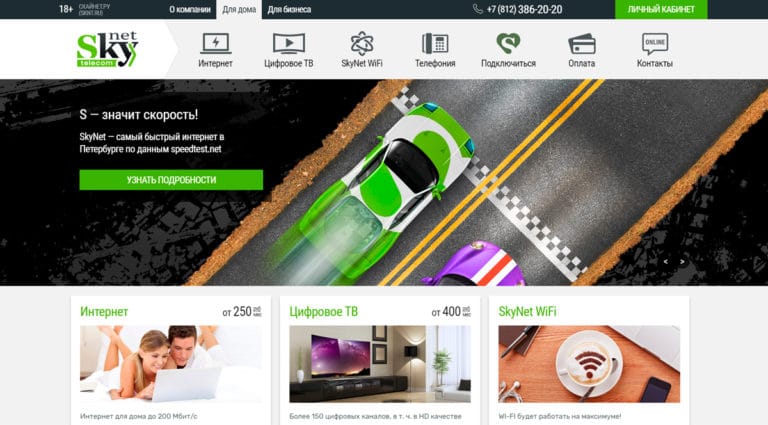 18+
СКАЙНЕТ.РУ
(SKNT.RU)
О компании
Для дома
Для бизнеса
+7 (812) 386-20-20
ЛИЧНЫЙ КАБИНЕТ
Sky net
telecom
Интернет
Цифровое ТВ
SkyNet WiFi
Телефония
Подключиться
Оплата
ONLINE
Контакты
S — значит скорость!
SkyNet — самый быстрый интернет в
Петербурге по данным speedtest.net
УЗНАТЬ ПОДРОБНОСТИ
< >
Интернет
от 250 руб мес
Цифровое ТВ
от 400 руб мес
SkyNet WiFi
Интернет для дома до 200 Мбит/с
Более 150 цифровых каналов, в т. ч. в HD качестве
Wi-Fi будет работать на максимуме!